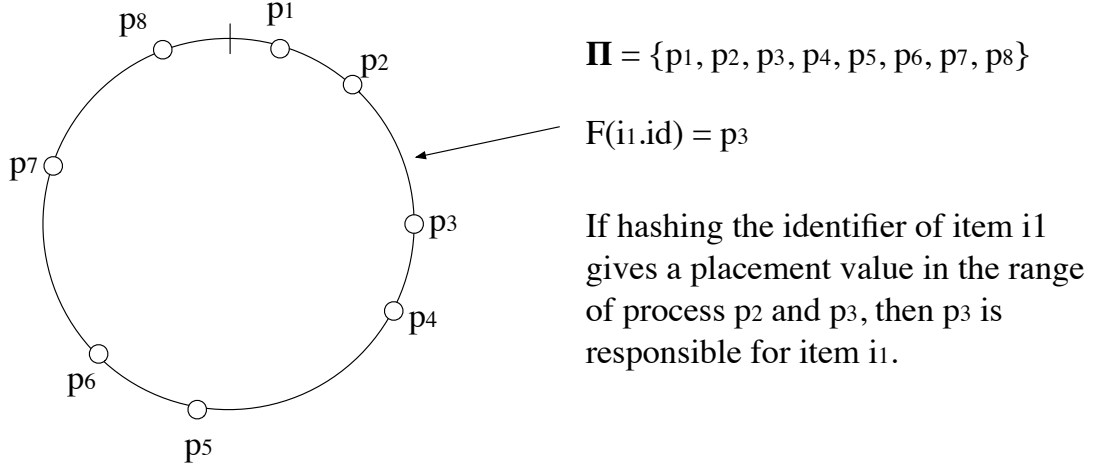 p1
p8
p2
p7
p3
p4
p6
p5
Π = {p1, p2, p3, p4, p5, p6, p7, p8}
F(i1.id) = p3
If hashing the identifier of item i1
gives a placement value in the range
of process p2 and p3, then p3 is
responsible for item i1.